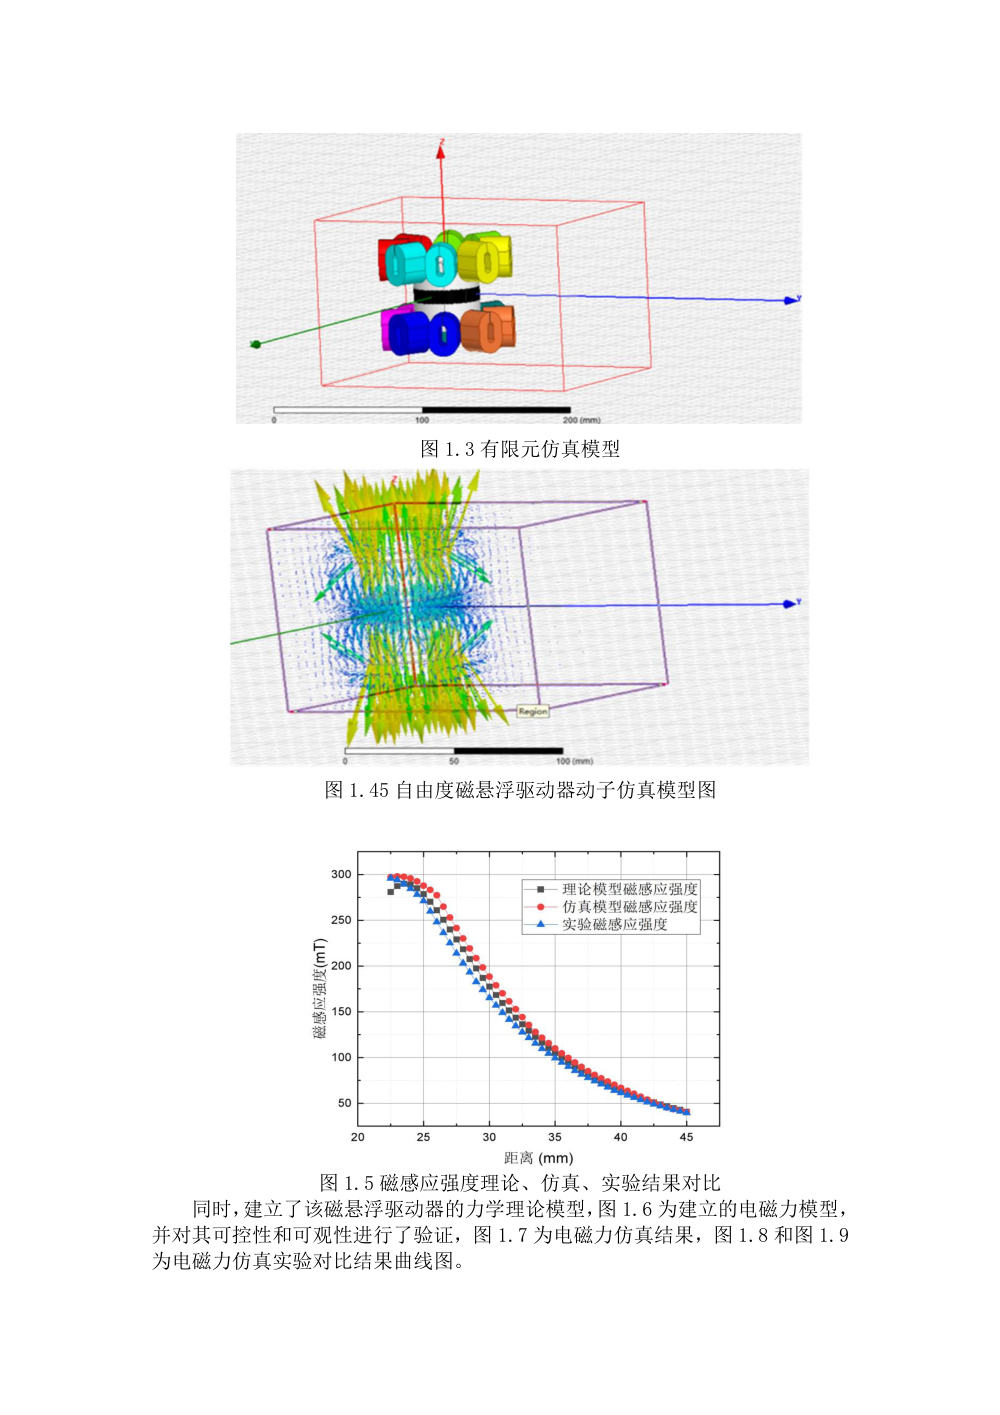 Z
Y
0 100 200 (mm)
图 1.3 有限元仿真模型
Z
Y
Region
0 50 100 (mm)
图 1.45 自由度磁悬浮驱动器动子仿真模型图
300
250
200
150
100
50
磁感应强度(mT)
理论模型磁感应强度
仿真模型磁感应强度
实验磁感应强度
20 25 30 35 40 45
距离 (mm)
图 1.5 磁感应强度理论、仿真、实验结果对比
同时，建立了该磁悬浮驱动器的力学理论模型，图 1.6 为建立的电磁力模型，
并对其可控性和可观性进行了验证，图 1.7 为电磁力仿真结果，图 1.8 和图 1.9
为电磁力仿真实验对比结果曲线图。